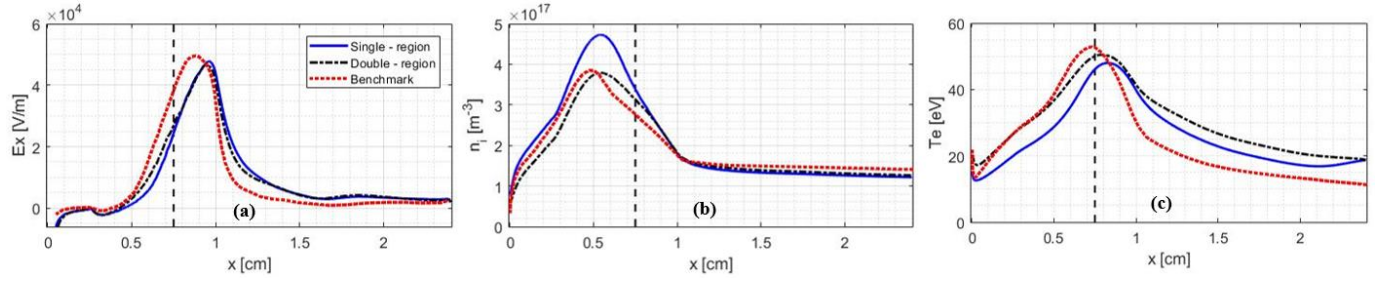 6 ×10⁴
4
2
0
Ex [V/m]
0 0.5 1 1.5 2
x [cm]
Single - region
Double - region
Benchmark
(a)
5 ×10¹⁷
4
3
2
1
0
nᵢ [m⁻³]
0 0.5 1 1.5 2
x [cm]
(b)
60
40
20
0
Te [eV]
0 0.5 1 1.5 2
x [cm]
(c)